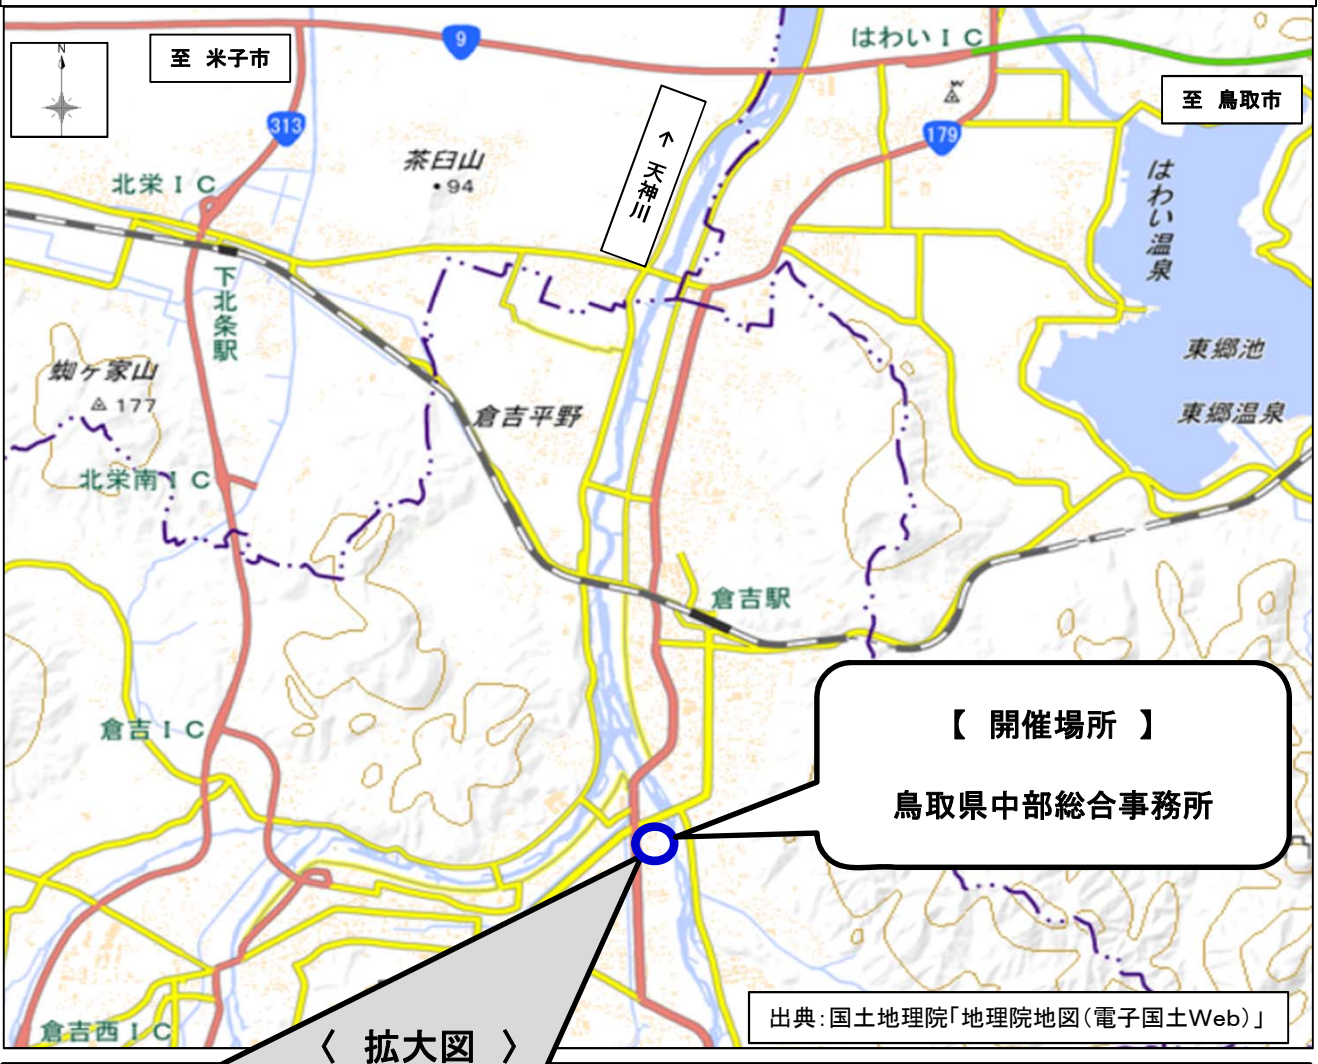 N
至 米子市
9
はわいIC
至 鳥取市
313
179
↑ 天神川
茶臼山
・94
北栄IC
はわい温泉
下北条駅
東郷池
蜘ヶ家山
177
倉吉平野
東郷温泉
北栄南IC
倉吉駅
【 開催場所 】
倉吉IC
鳥取県中部総合事務所
出典：国土地理院「地理院地図（電子国土Web）」
倉吉西IC
〈 拡大図 〉